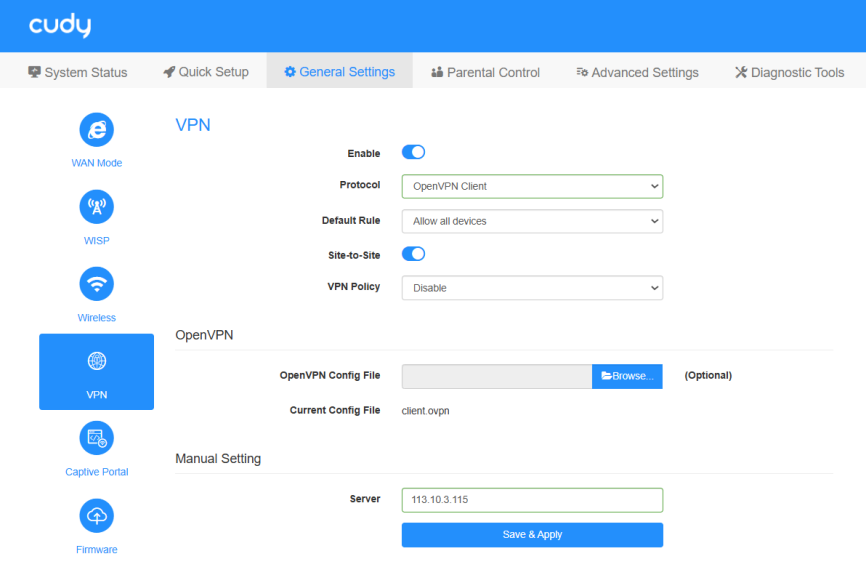 cudy
System Status
Quick Setup
General Settings
Parental Control
Advanced Settings
Diagnostic Tools
WAN Mode
WISP
Wireless
VPN
Captive Portal
Firmware
VPN
Enable
Protocol OpenVPN Client
Default Rule Allow all devices
Site-to-Site
VPN Policy Disable
OpenVPN
OpenVPN Config File Browse... (Optional)
Current Config File client.ovpn
Manual Setting
Server 113.10.3.115
Save & Apply